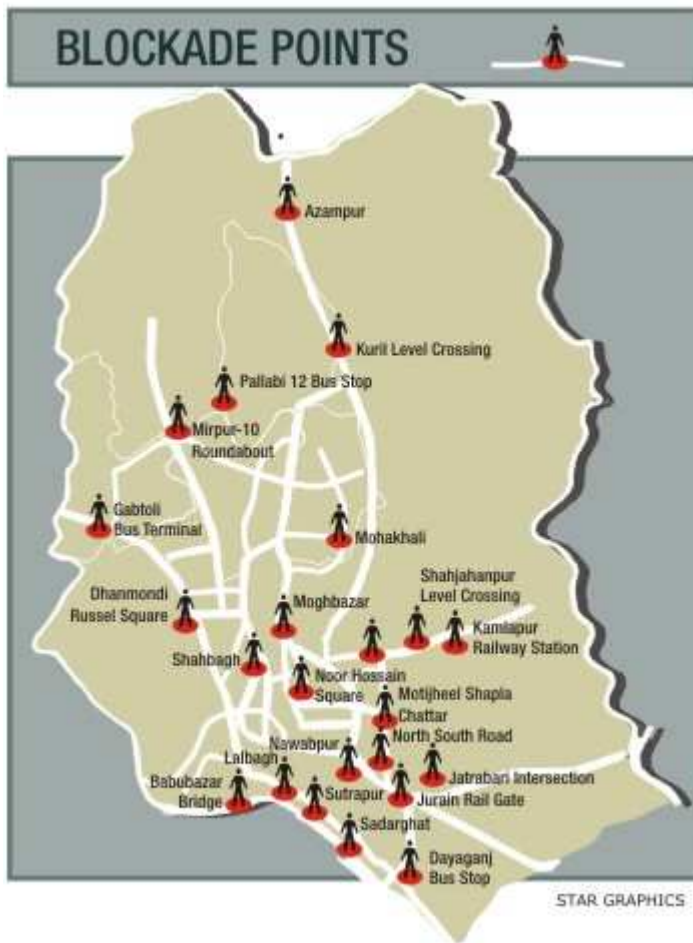 BLOCKADE POINTS
Azampur
Kuril Level Crossing
Pallabi 12 Bus Stop
Mirpur-10
Roundabout
Gabtoli
Bus Terminal
Mohakhali
Dhanmondi
Russel Square
Moghbazar
Shahjahanpur
Level Crossing
Kamlapur
Railway Station
Shahbagh
Noor Hossain
Square
Motijheel Shapla
Chattar
North South Road
Nawabpur
Lalbagh
Babubazar
Bridge
Sutrapur
Jatrabari Intersection
Jurain Rail Gate
Sadarghat
Dayaganj
Bus Stop
STAR GRAPHICS